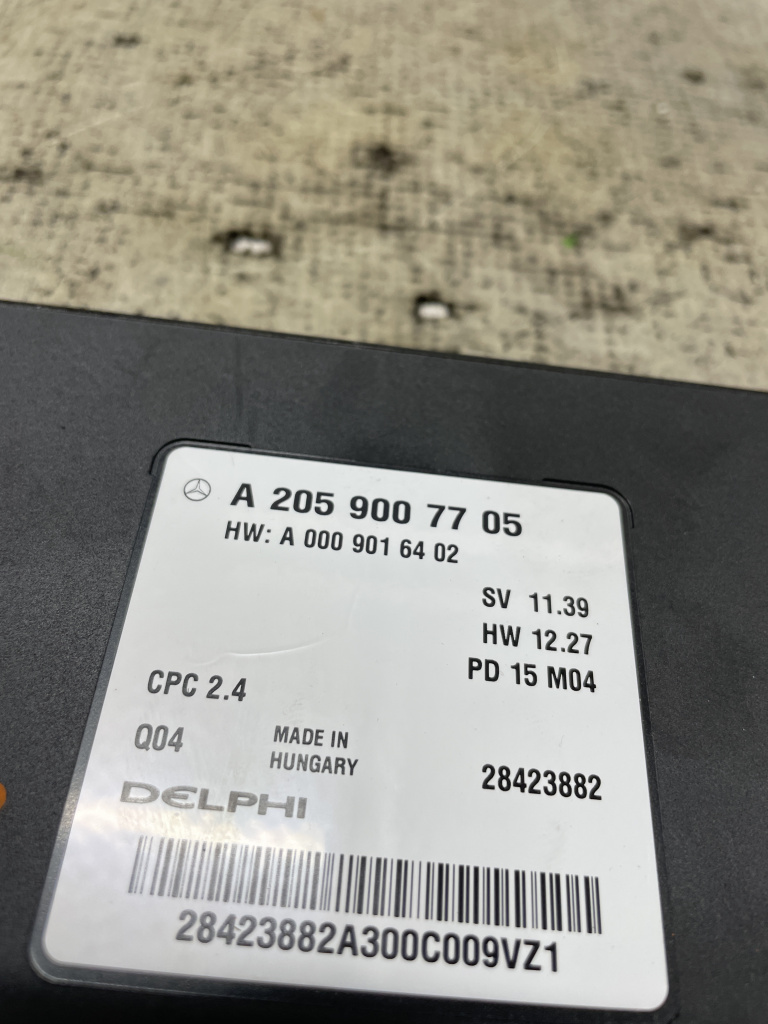 A 205 900 77 05
HW: A 000 901 64 02
SV 11.39
HW 12.27
PD 15 M04
CPC 2.4
Q04
MADE IN
HUNGARY
28423882
DELPHI
28423882A300C009VZ1